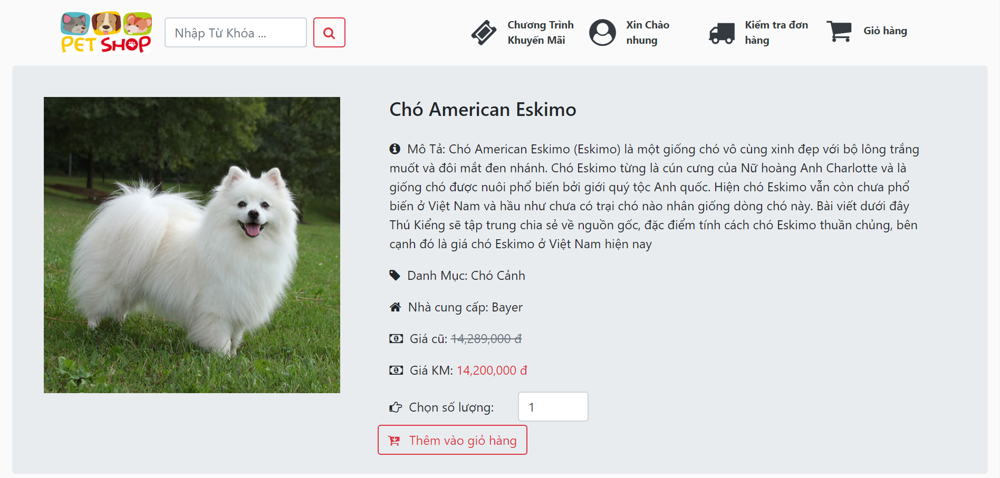 PET SHOP
Nhập Từ Khóa ...
Chương Trình
Khuyến Mãi
Xin Chào
nhung
Kiểm tra đơn
hàng
Giỏ hàng
Chó American Eskimo
Mô Tả: Chó American Eskimo (Eskimo) là một giống chó vô cùng xinh đẹp với bộ lông trắng
muốt và đôi mắt đen nhánh. Chó Eskimo từng là cún cưng của Nữ hoàng Anh Charlotte và là
giống chó được nuôi phổ biến bởi giới quý tộc Anh quốc. Hiện chó Eskimo vẫn còn chưa phổ
biến ở Việt Nam và hầu như chưa có trại chó nào nhân giống dòng chó này. Bài viết dưới đây
Thú Kiểng sẽ tập trung chia sẻ về nguồn gốc, đặc điểm tính cách chó Eskimo thuần chủng, bên
cạnh đó là giá chó Eskimo ở Việt Nam hiện nay
Danh Mục: Chó Cảnh
Nhà cung cấp: Bayer
Giá cũ: 14,289,000 đ
Giá KM: 14,200,000 đ
Chọn số lượng: 1
Thêm vào giỏ hàng